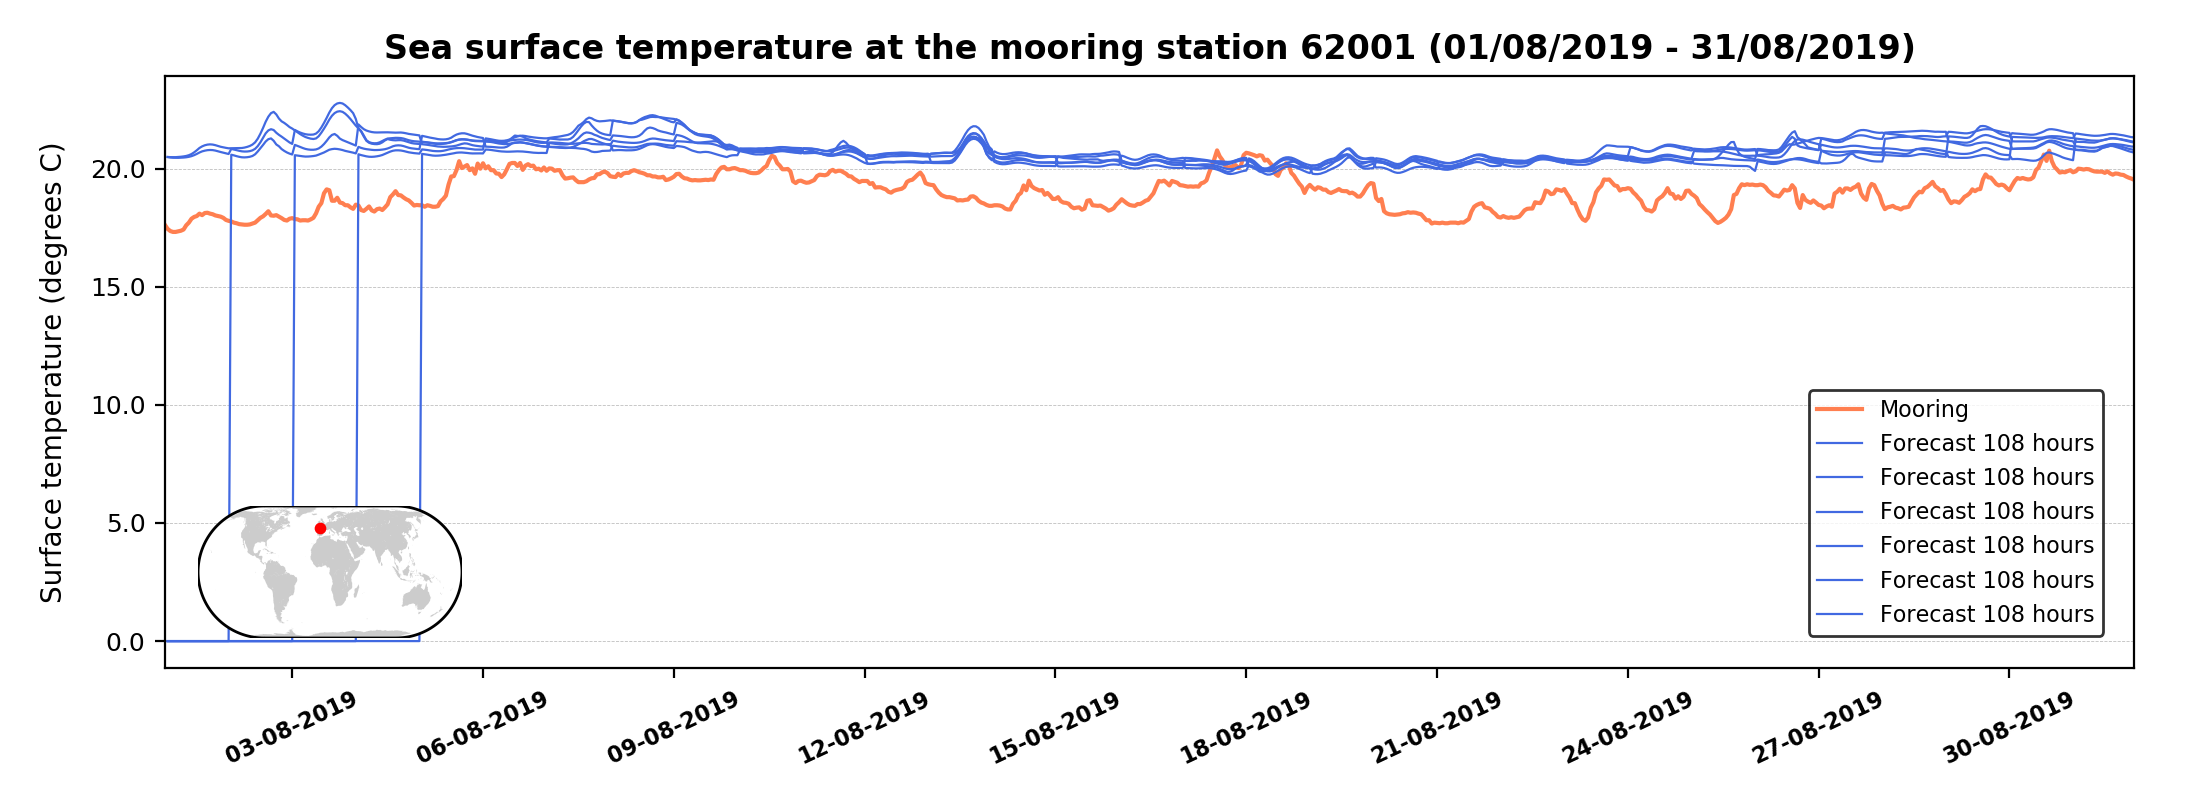 Sea surface temperature at the mooring station 62001 (01/08/2019 - 31/08/2019)
Surface temperature (degrees C)
20.0
15.0
10.0
5.0
0.0
Mooring
Forecast 108 hours
Forecast 108 hours
Forecast 108 hours
Forecast 108 hours
Forecast 108 hours
Forecast 108 hours
03-08-2019
06-08-2019
09-08-2019
12-08-2019
15-08-2019
18-08-2019
21-08-2019
24-08-2019
27-08-2019
30-08-2019